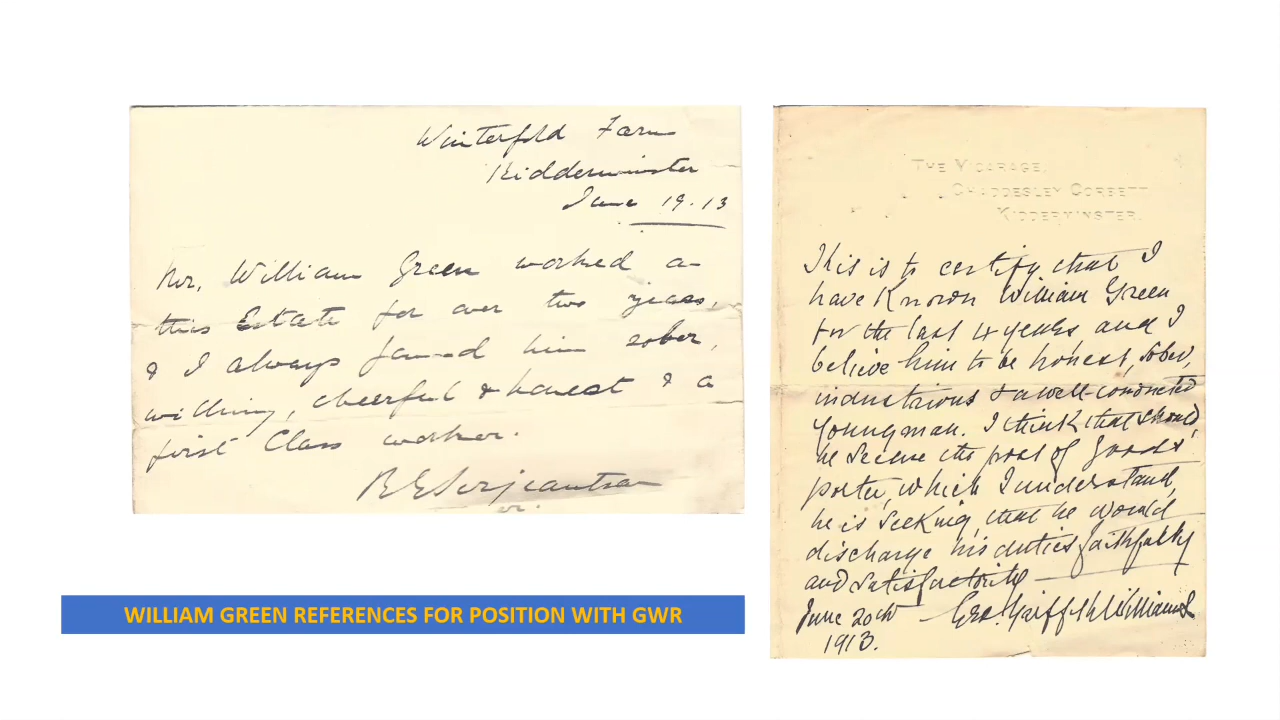 Winterfold Farm
Kidderminster
June 19.13
Mr. William Green worked on
this Estate for over two years,
& I always found him sober,
willing, cheerful & honest & a
first Class worker.
R E Serjeantson
THE VICARAGE,
CHADDESLEY CORBETT
KIDDERMINSTER.
This is to certify that I
have known William Green
for the last 4 years and I
believe him to be honest, sober,
industrious & a well-conducted
young man. I think that should
he secure the post of Goods
porter, which I understand,
he is seeking, that he would
discharge his duties faithfully
and satisfactorily
June 20th Geo. Griffith Williams
1913.
WILLIAM GREEN REFERENCES FOR POSITION WITH GWR